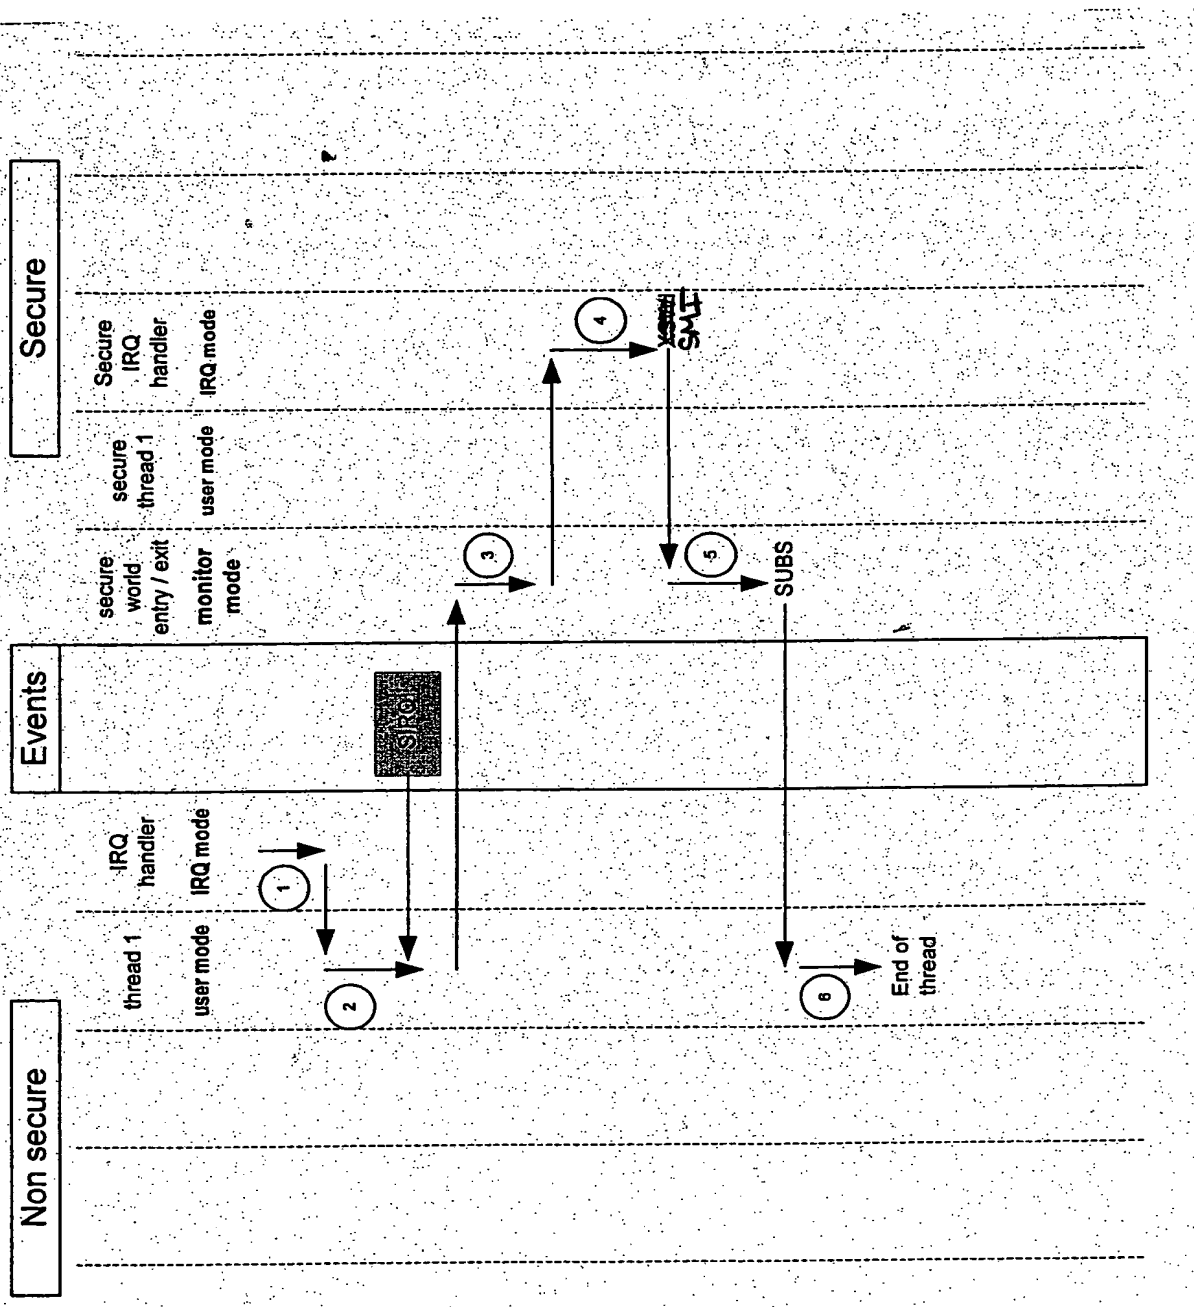 Non secure
Events
Secure
thread 1
user mode
IRQ
handler
IRQ mode
secure
world
entry / exit
monitor
mode
secure
thread 1
user mode
Secure
IRQ
handler
IRQ mode
1
2
SIRQ
3
4
SMI
5
SUBS
6
End of
thread